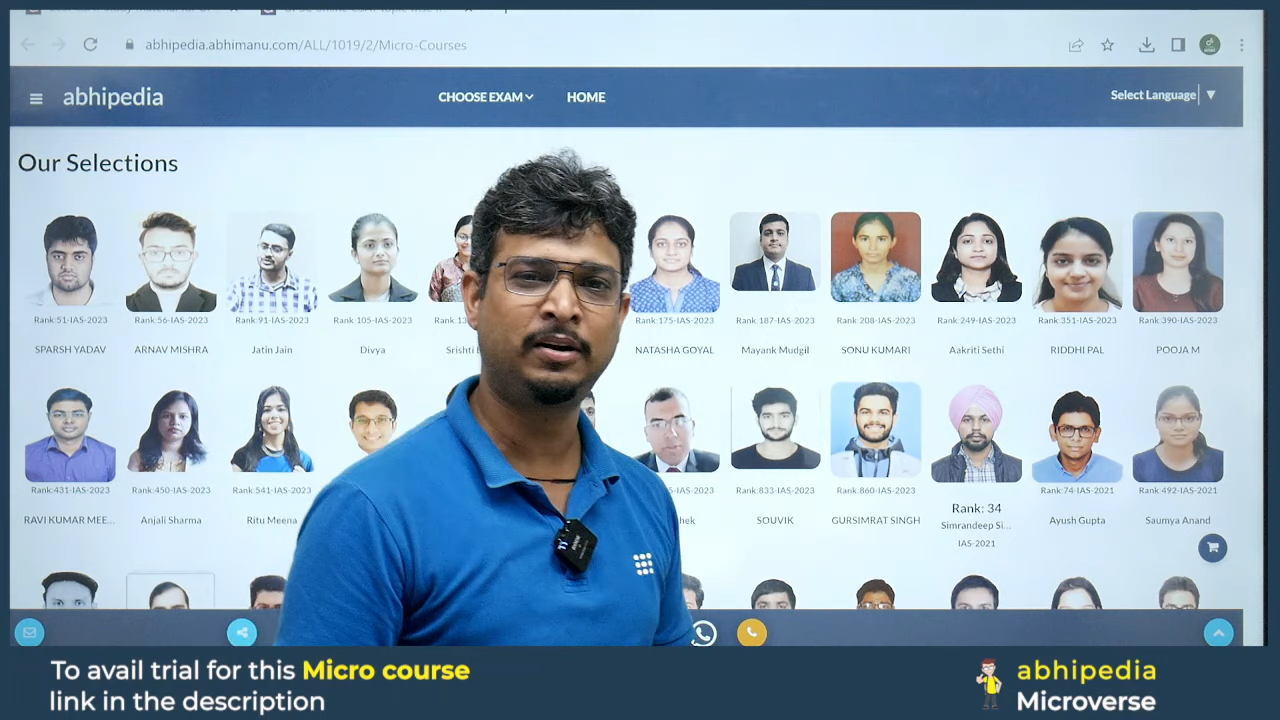 abhipedia.abhimanu.com/ALL/1019/2/Micro-Courses
abhipedia
CHOOSE EXAM
HOME
Select Language
Our Selections
Rank:51-IAS-2023
Rank:56-IAS-2023
Rank:91-IAS-2023
Rank:105-IAS-2023
Rank:175-IAS-2023
Rank:187-IAS-2023
Rank:208-IAS-2023
Rank:249-IAS-2023
Rank:351-IAS-2023
Rank:390-IAS-2023
SPARSH YADAV
ARNAV MISHRA
Jatin Jain
Divya
Srishti
NATASHA GOYAL
Mayank Mudgil
SONU KUMARI
Aakriti Sethi
RIDDHI PAL
POOJA M
Rank:431-IAS-2023
Rank:450-IAS-2023
Rank:541-IAS-2023
-IAS-2023
Rank:833-IAS-2023
Rank:860-IAS-2023
Rank: 34
Rank:74-IAS-2021
Rank:492-IAS-2021
RAVI KUMAR MEE...
Anjali Sharma
Ritu Meena
SOUVIK
GURSIMRAT SINGH
Simrandeep Si...
IAS-2021
Ayush Gupta
Saumya Anand
To avail trial for this Micro course
link in the description
abhipedia
Microverse